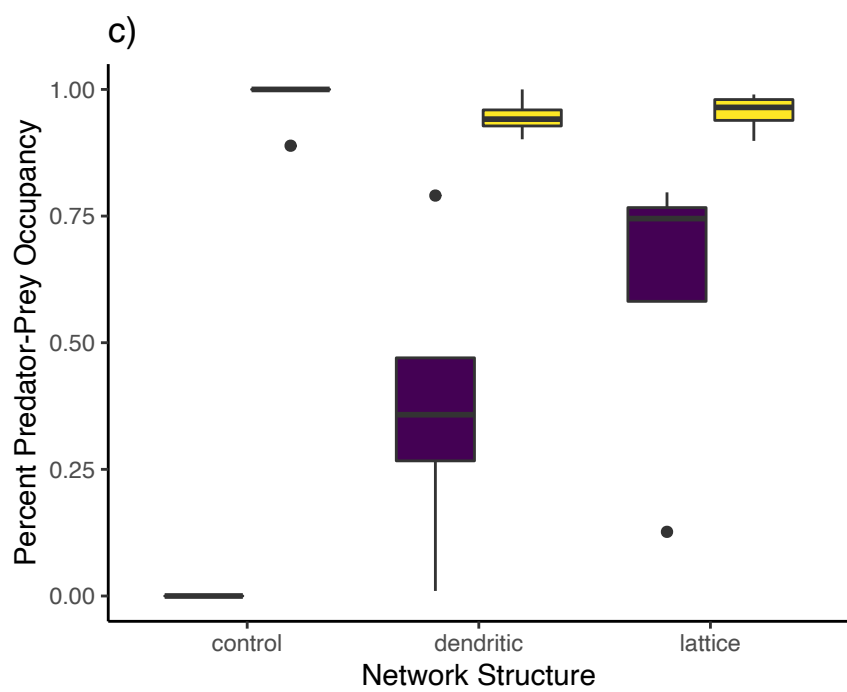 c)
Percent Predator-Prey Occupancy
1.00
0.75
0.50
0.25
0.00
control dendritic lattice
Network Structure